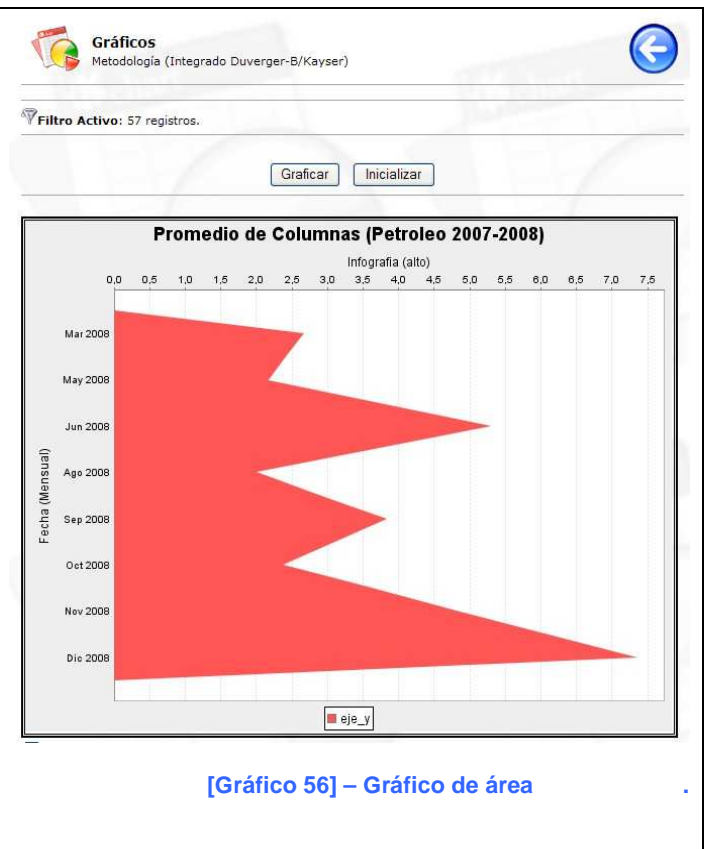 Gráficos
Metodología (Integrado Duverger-B/Kayser)
Filtro Activo: 57 registros.
Graficar Inicializar
Promedio de Columnas (Petroleo 2007-2008)
Infografia (alto)
0,0 0,5 1,0 1,5 2,0 2,5 3,0 3,5 4,0 4,5 5,0 5,5 6,0 6,5 7,0 7,5
Fecha (Mensual)
Mar 2008
May 2008
Jun 2008
Ago 2008
Sep 2008
Oct 2008
Nov 2008
Dic 2008
eje_y
[Gráfico 56] – Gráfico de área .